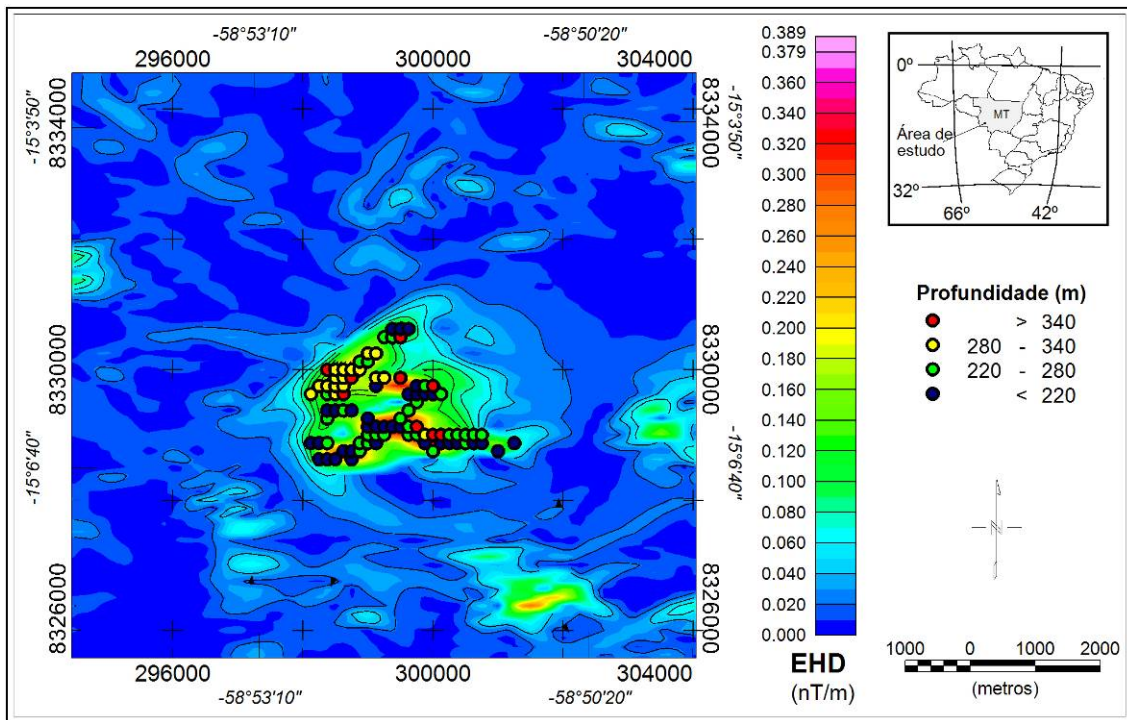 -58°53'10" -58°50'20"
296000 300000 304000
-15°3'50"
8334000
8330000
-15°6'40"
8326000
-15°3'50"
8334000
8330000
-15°6'40"
8326000
296000 300000 304000
-58°53'10" -58°50'20"
0.389
0.379
0.360
0.340
0.320
0.300
0.280
0.260
0.240
0.220
0.200
0.180
0.160
0.140
0.120
0.100
0.080
0.060
0.040
0.020
0.000
EHD
(nT/m)
0º
MT
Área de
estudo
32º
66º 42º
Profundidade (m)
> 340
280 - 340
220 - 280
< 220
N
1000 0 1000 2000
(metros)